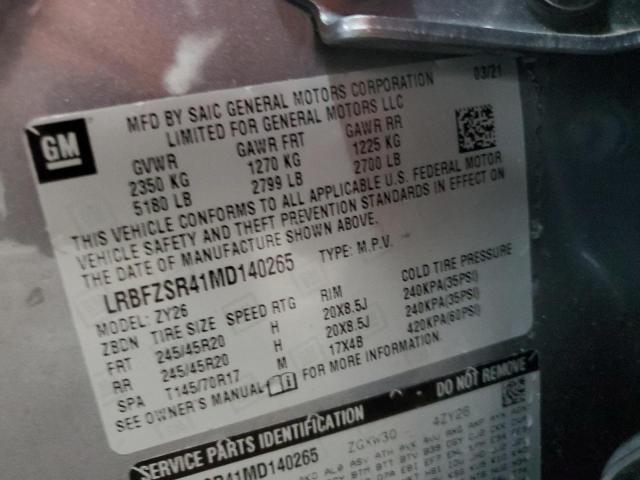 GM
MFD BY SAIC GENERAL MOTORS CORPORATION 03/21
LIMITED FOR GENERAL MOTORS LLC
GVWR GAWR FRT GAWR RR
2350 KG 1270 KG 1225 KG
5180 LB 2799 LB 2700 LB
THIS VEHICLE CONFORMS TO ALL APPLICABLE U.S. FEDERAL MOTOR
VEHICLE SAFETY AND THEFT PREVENTION STANDARDS IN EFFECT ON
THE DATE OF MANUFACTURE SHOWN ABOVE.
LRBFZSR41MD140265 TYPE: M.P.V.
MODEL: ZY26
ZBDN TIRE SIZE SPEED RTG RIM COLD TIRE PRESSURE
FRT 245/45R20 H 20X8.5J 240KPA(35PSI)
RR 245/45R20 H 20X8.5J 240KPA(35PSI)
SPA T145/70R17 M 17X4B 420KPA(60PSI)
SEE OWNER'S MANUAL FOR MORE INFORMATION.
SERVICE PARTS IDENTIFICATION - DO NOT REMOVE
SR41MD140265 ZGYW30 4ZY26